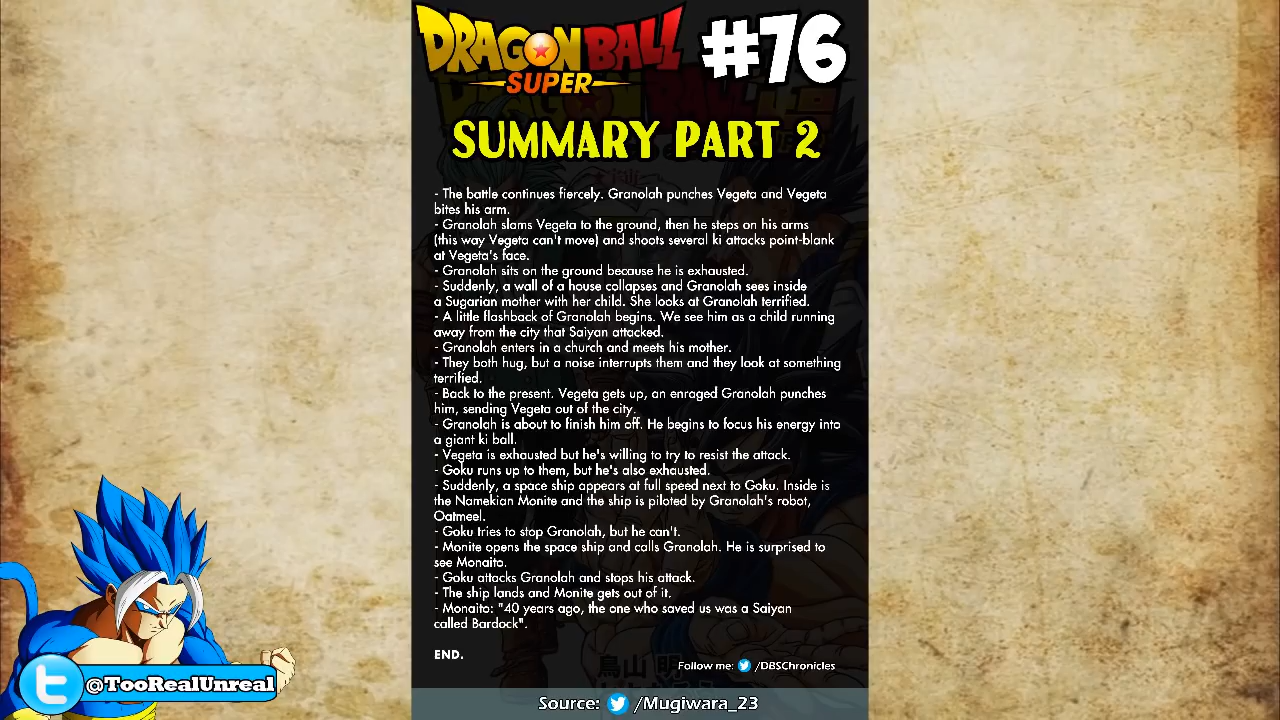 DRAGON BALL
SUPER
#76
SUMMARY PART 2
- The battle continues fiercely. Granolah punches Vegeta and Vegeta
bites his arm.
- Granolah slams Vegeta to the ground, then he steps on his arms
(this way Vegeta can't move) and shoots several ki attacks point-blank
at Vegeta's face.
- Granolah sits on the ground because he is exhausted.
- Suddenly, a wall of a house collapses and Granolah sees inside
a Sugarian mother with her child. She looks at Granolah terrified.
- A little flashback of Granolah begins. We see him as a child running
away from the city that Saiyan attacked.
- Granolah enters in a church and meets his mother.
- They both hug, but a noise interrupts them and they look at something
terrified.
- Back to the present. Vegeta gets up, an enraged Granolah punches
him, sending Vegeta out of the city.
- Granolah is about to finish him off. He begins to focus his energy into
a giant ki ball.
- Vegeta is exhausted but he's willing to try to resist the attack.
- Goku runs up to them, but he's also exhausted.
- Suddenly, a space ship appears at full speed next to Goku. Inside is
the Namekian Monite and the ship is piloted by Granolah's robot,
Oatmeel.
- Goku tries to stop Granolah, but he can't.
- Monite opens the space ship and calls Granolah. He is surprised to
see Monaito.
- Goku attacks Granolah and stops his attack.
- The ship lands and Monite gets out of it.
- Monaito: "40 years ago, the one who saved us was a Saiyan
called Bardock".
END.
鳥山 明
Follow me: /DBSChronicles
@TooRealUnreal
Source: /Mugiwara_23